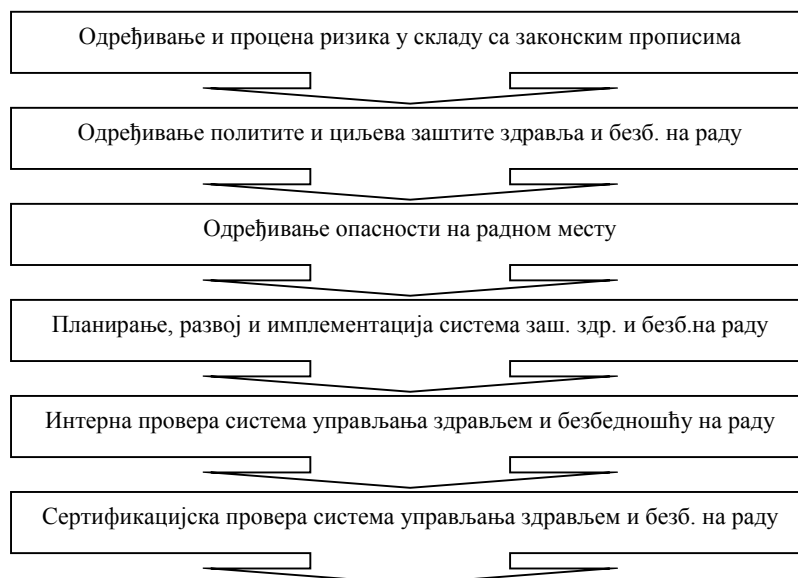 Одређивање и процена ризика у складу са законским прописима
Одређивање политите и циљева заштите здравља и безб. на раду
Одређивање опасности на радном месту
Планирање, развој и имплементација система заш. здр. и безб.на раду
Интерна провера система управљања здрављем и безбедношћу на раду
Сертификацијска провера система управљања здрављем и безб. на раду